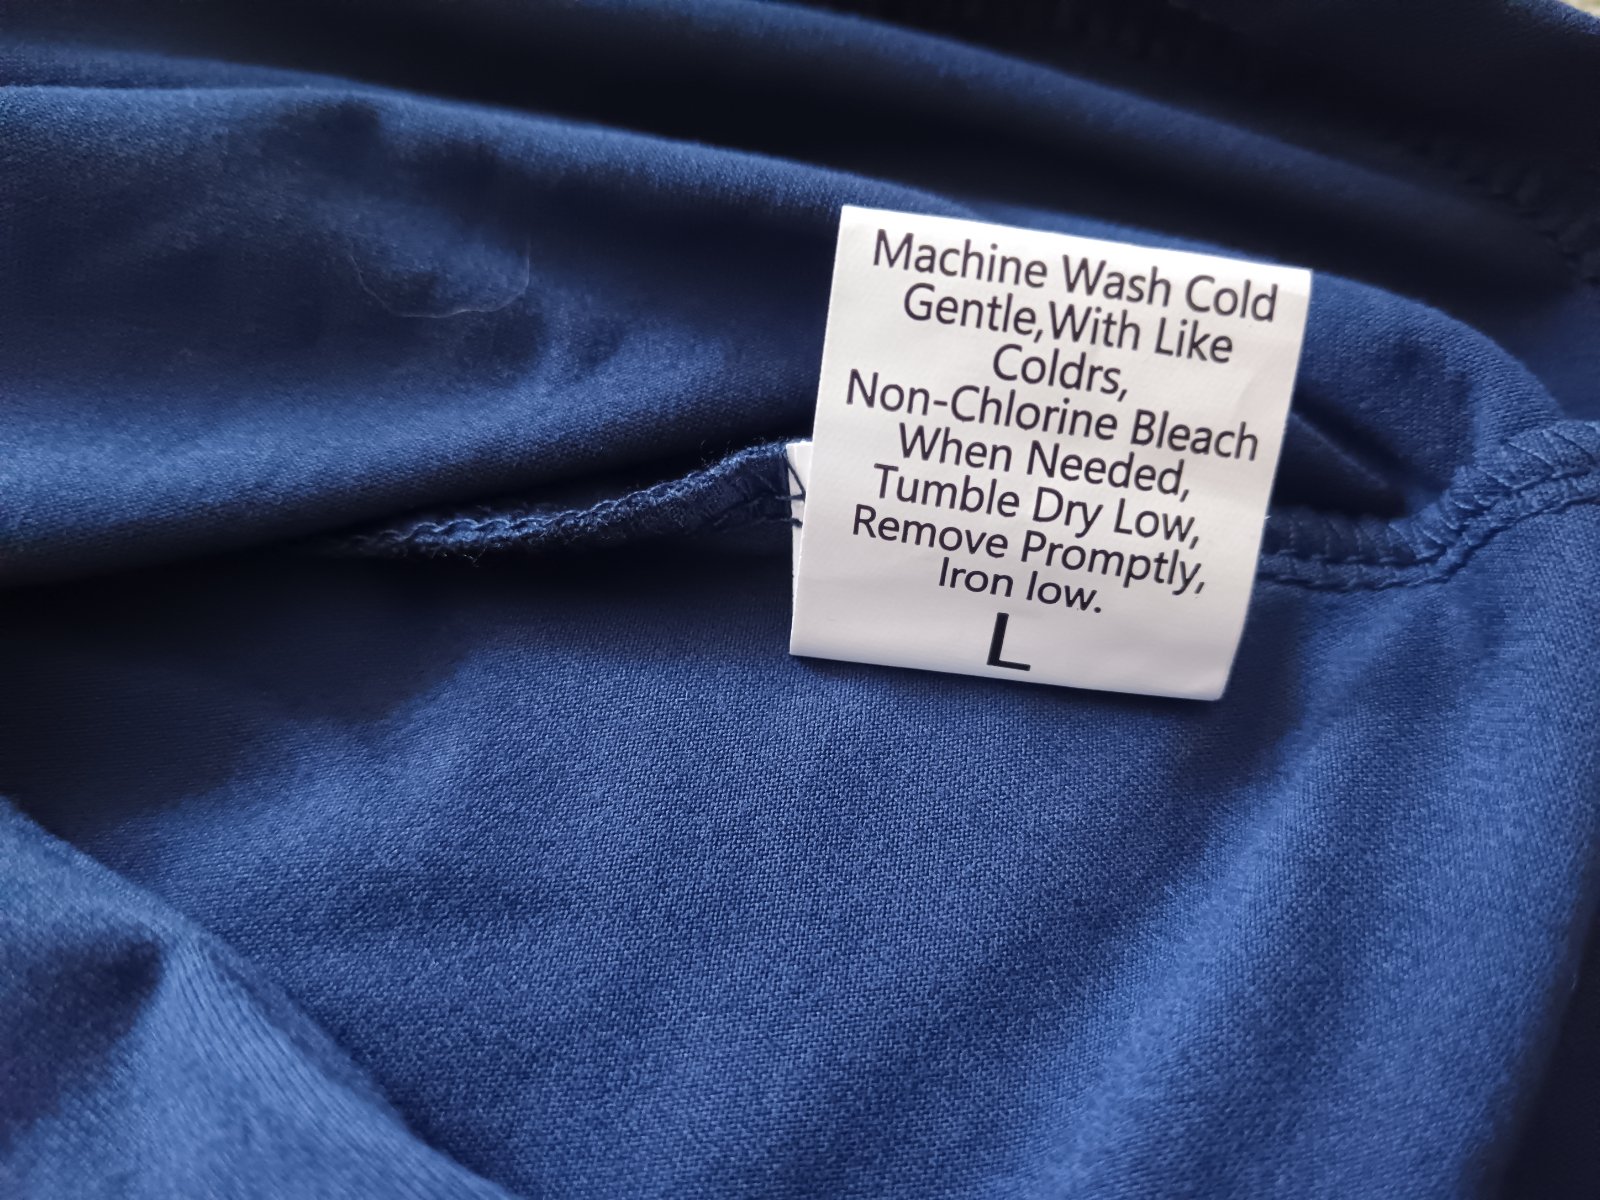 Machine Wash Cold
Gentle,With Like
Coldrs,
Non-Chlorine Bleach
When Needed,
Tumble Dry Low,
Remove Promptly,
Iron low.
L